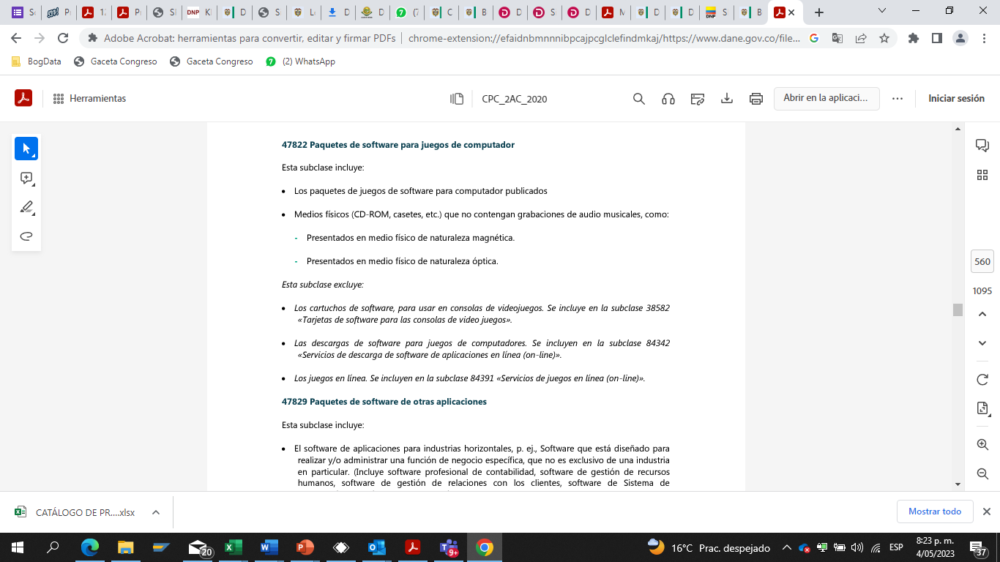 DNP
Adobe Acrobat: herramientas para convertir, editar y firmar PDFs | chrome-extension://efaidnbmnnnibpcajpcglclefindmkaj/https://www.dane.gov.co/file...
BogData Gaceta Congreso Gaceta Congreso (2) WhatsApp
Herramientas CPC_2AC_2020 Abrir en la aplicaci... Iniciar sesión
47822 Paquetes de software para juegos de computador
Esta subclase incluye:
• Los paquetes de juegos de software para computador publicados
• Medios físicos (CD-ROM, casetes, etc.) que no contengan grabaciones de audio musicales, como:
- Presentados en medio físico de naturaleza magnética.
- Presentados en medio físico de naturaleza óptica.
Esta subclase excluye:
• Los cartuchos de software, para usar en consolas de videojuegos. Se incluye en la subclase 38582
«Tarjetas de software para las consolas de video juegos».
• Las descargas de software para juegos de computadores. Se incluyen en la subclase 84342
«Servicios de descarga de software de aplicaciones en línea (on-line)».
• Los juegos en línea. Se incluyen en la subclase 84391 «Servicios de juegos en línea (on-line)».
47829 Paquetes de software de otras aplicaciones
Esta subclase incluye:
• El software de aplicaciones para industrias horizontales, p. ej., Software que está diseñado para
realizar y/o administrar una función de negocio específica, que no es exclusivo de una industria
en particular. (Incluye software profesional de contabilidad, software de gestión de recursos
humanos, software de gestión de relaciones con los clientes, software de Sistema de
560
1095
CATÁLOGO DE PR....xlsx Mostrar todo
20 9+ 16°C Prac. despejado ESP 8:23 p. m.
4/05/2023 37